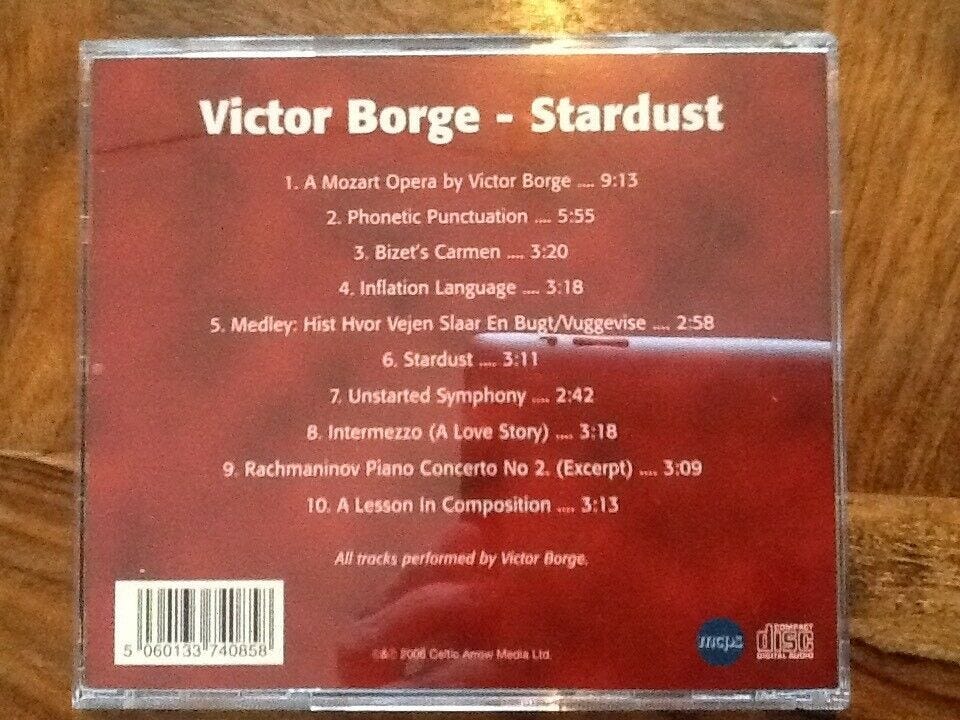 Victor Borge - Stardust
1. A Mozart Opera by Victor Borge .... 9:13
2. Phonetic Punctuation .... 5:55
3. Bizet's Carmen .... 3:20
4. Inflation Language .... 3:18
5. Medley: Hist Hvor Vejen Slaar En Bugt/Vuggevise .... 2:58
6. Stardust .... 3:11
7. Unstarted Symphony .... 2:42
8. Intermezzo (A Love Story) .... 3:18
9. Rachmaninov Piano Concerto No 2. (Excerpt) .... 3:09
10. A Lesson In Composition .... 3:13
All tracks performed by Victor Borge.
5 060133 740858
℗&© 2006 Celtic Arrow Media Ltd.
mcps
COMPACT
disc
DIGITAL AUDIO